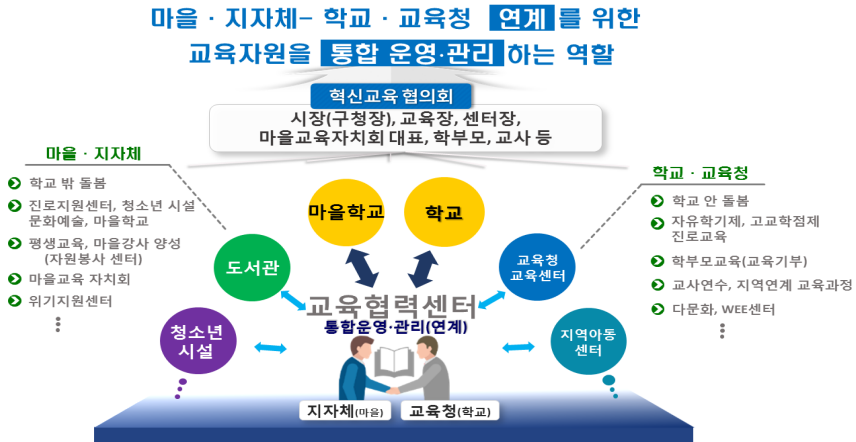 마을 · 지자체– 학교 · 교육청 연계 를 위한
교육자원을 통합 운영·관리 하는 역할
혁신교육 협의회
시장(구청장), 교육장, 센터장,
마을교육자치회 대표, 학부모, 교사 등
마을 · 지자체
학교 밖 돌봄
진로지원센터, 청소년 시설
문화예술, 마을학교
평생교육, 마을강사 양성
(자원봉사 센터)
마을교육 자치회
위기지원센터
학교 · 교육청
학교 안 돌봄
자유학기제, 고교학점제
진로교육
학부모교육(교육기부)
교사연수, 지역연계 교육과정
다문화, WEE센터
마을학교
학교
도서관
교육청
교육센터
청소년
시설
지역아동
센터
교육협력센터
통합운영·관리(연계)
지자체(마을)
교육청(학교)